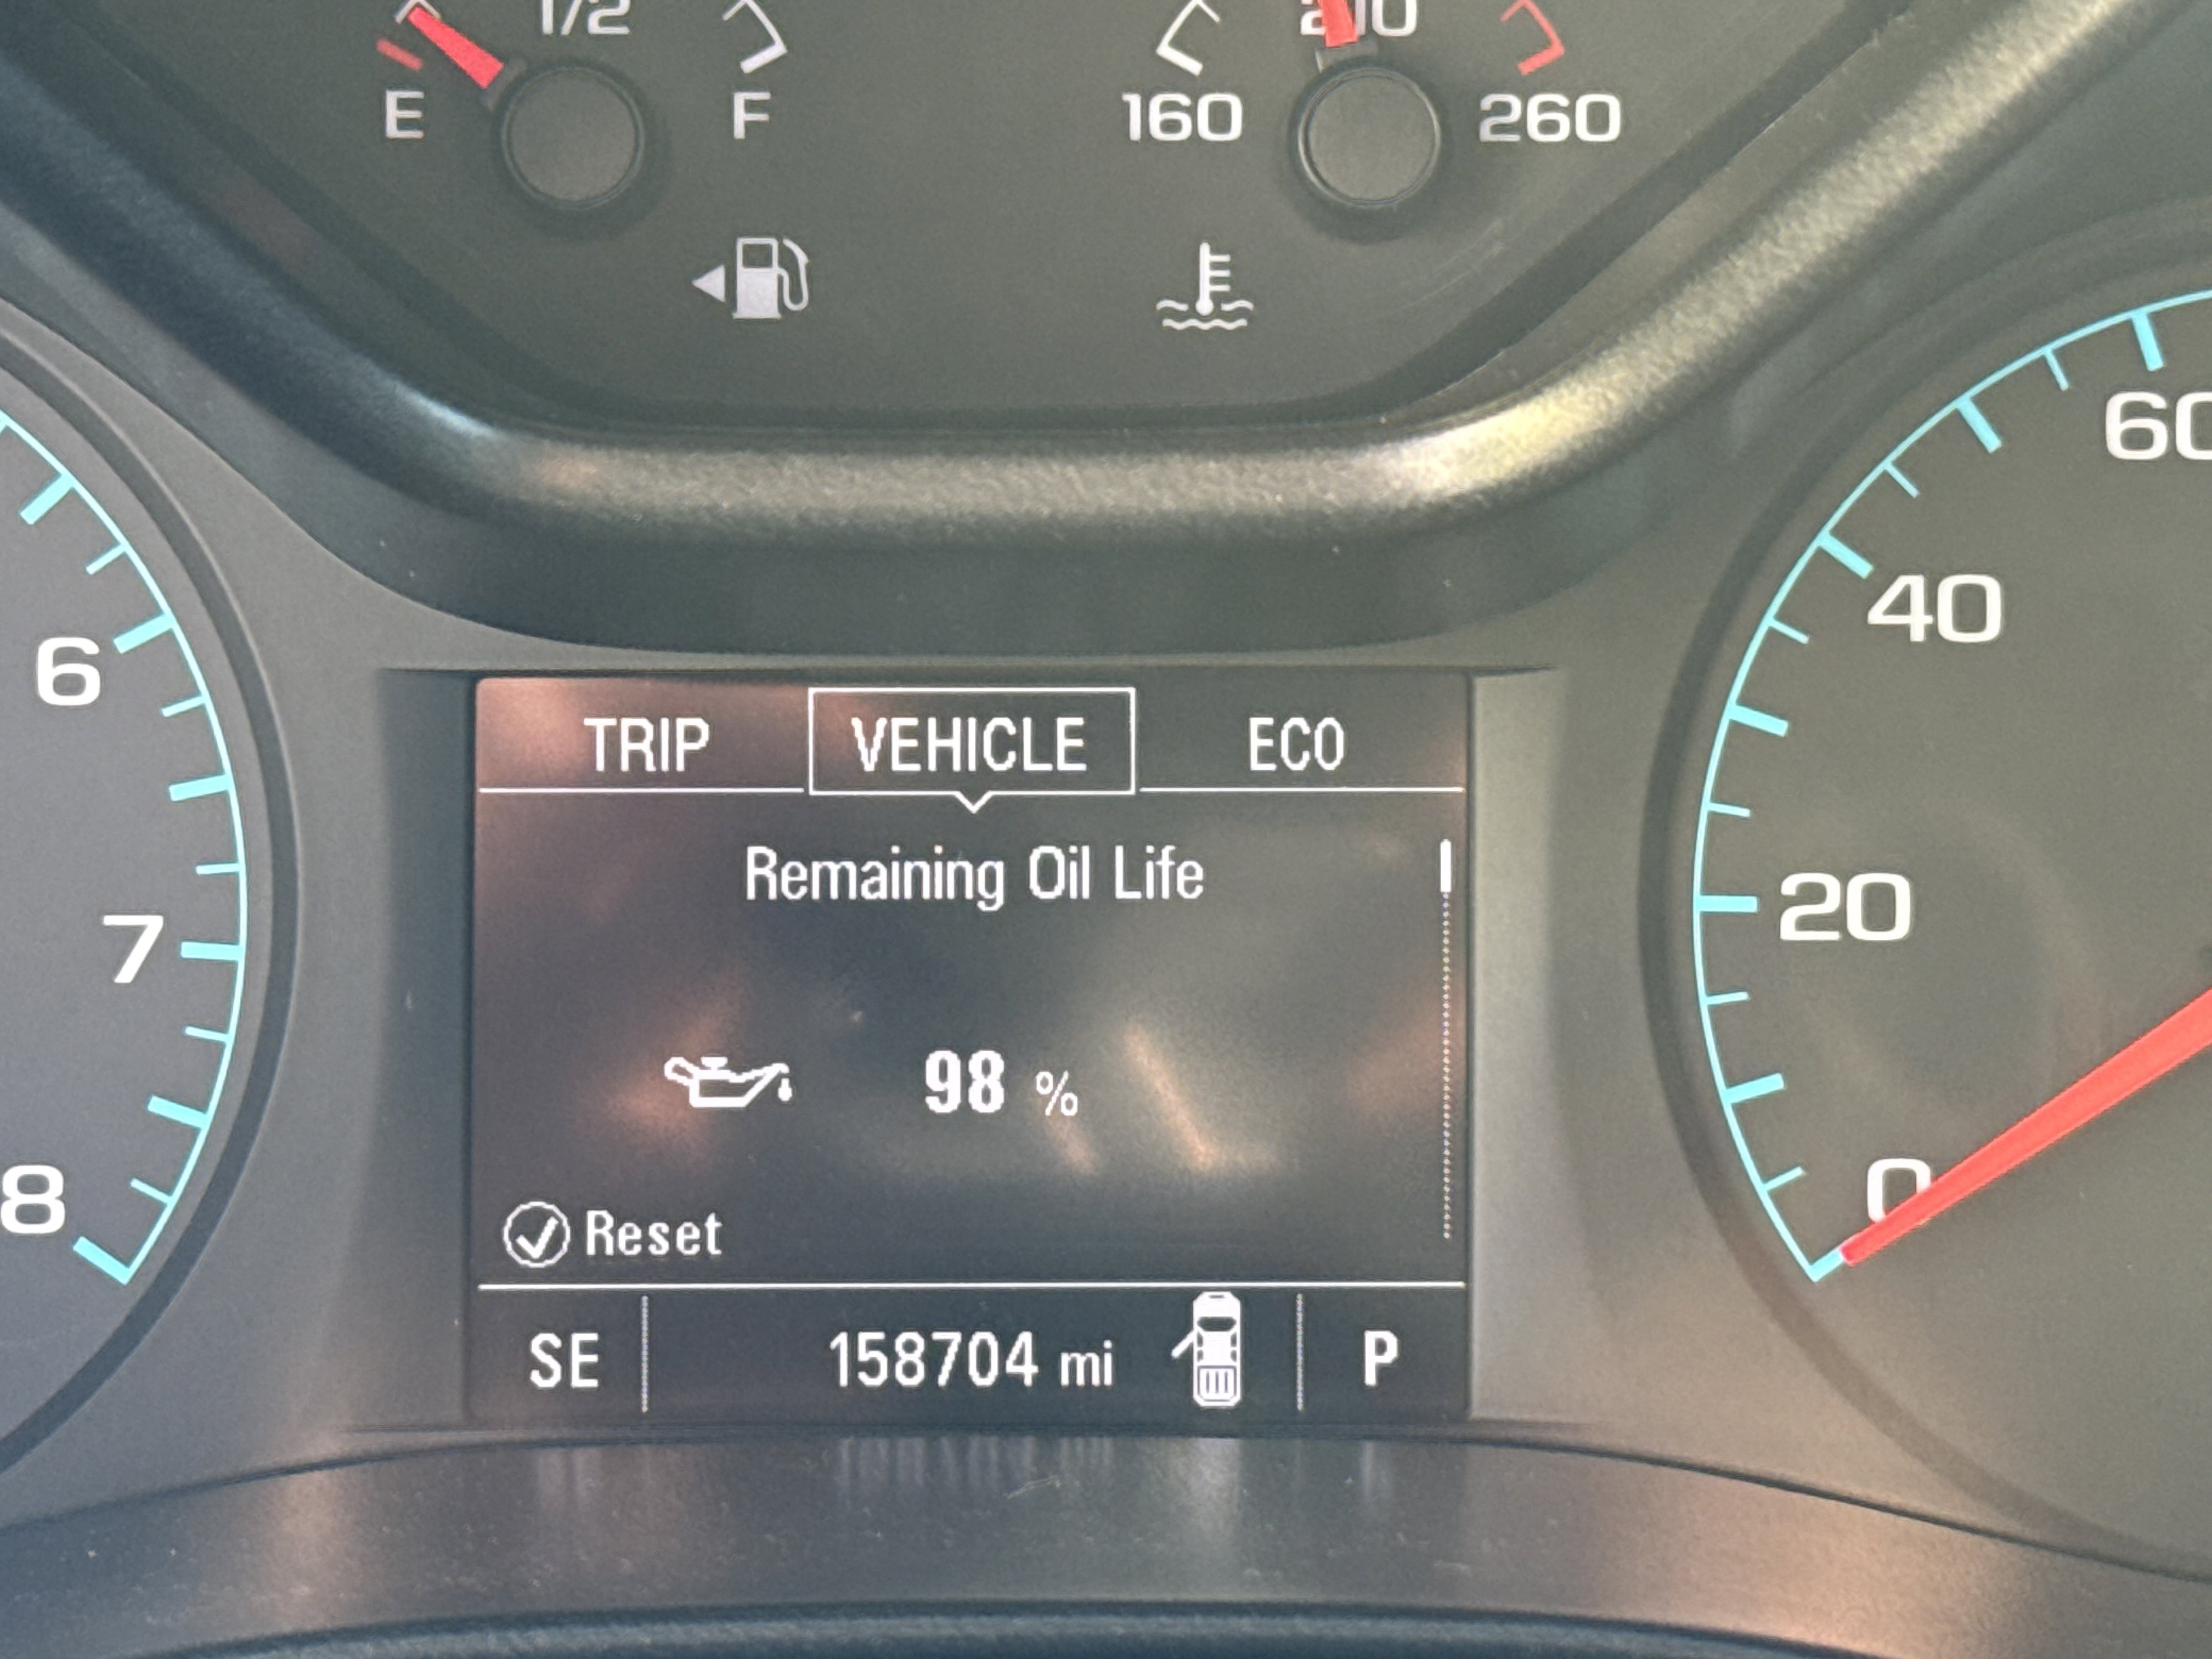 1/2
210
E F 160 260
60
40
6
TRIP VEHICLE ECO
Remaining Oil Life
20
7
98 %
0
8
Reset
SE 158704 mi P